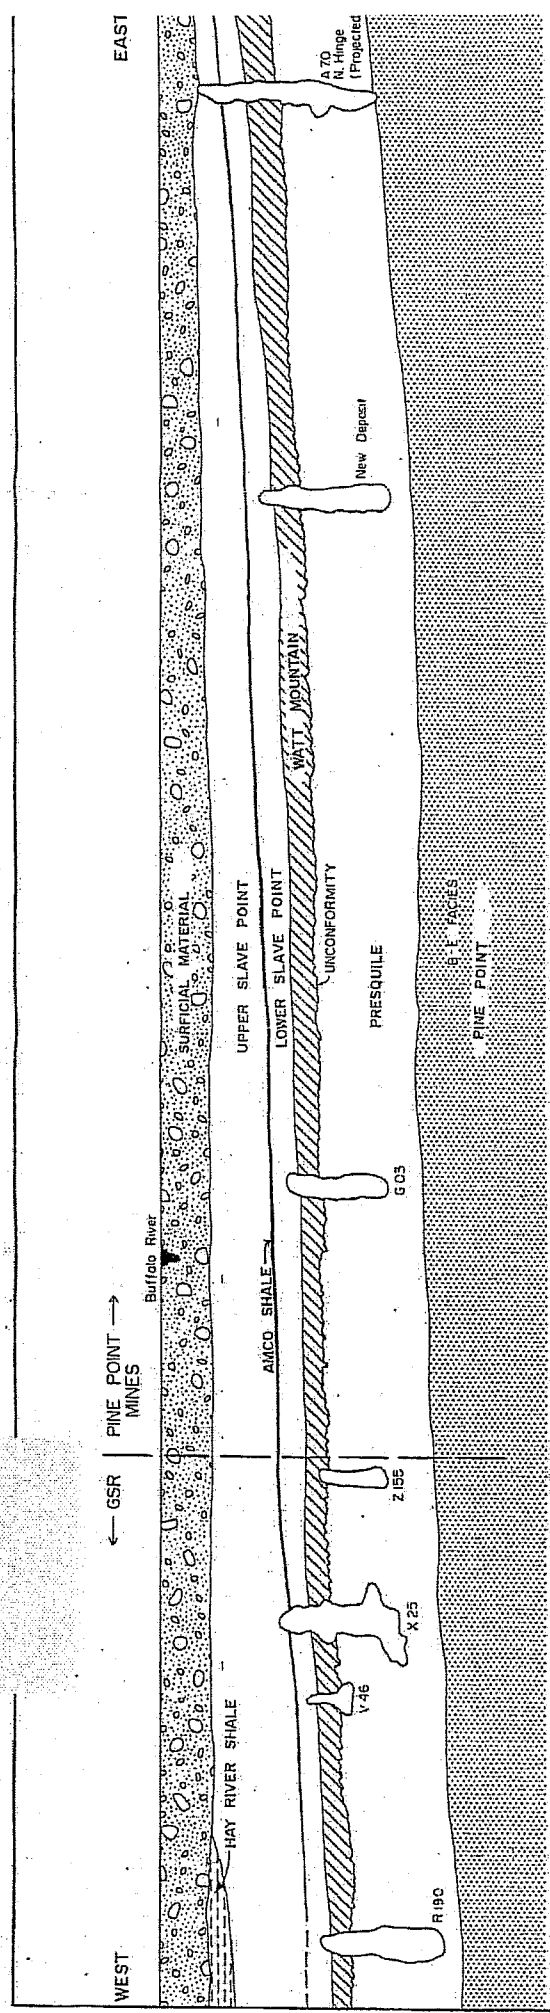 WEST
EAST
← GSR
PINE POINT →
MINES
Buffalo River
SURFICIAL MATERIAL
HAY RIVER SHALE
UPPER SLAVE POINT
AMCO SHALE
LOWER SLAVE POINT
WATT MOUNTAIN
UNCONFORMITY
PRESQUILE
R 190
V 46
X 25
Z 155
G 03
New Deposit
A 70
N. Hinge
(Projected
FACIES
PINE POINT